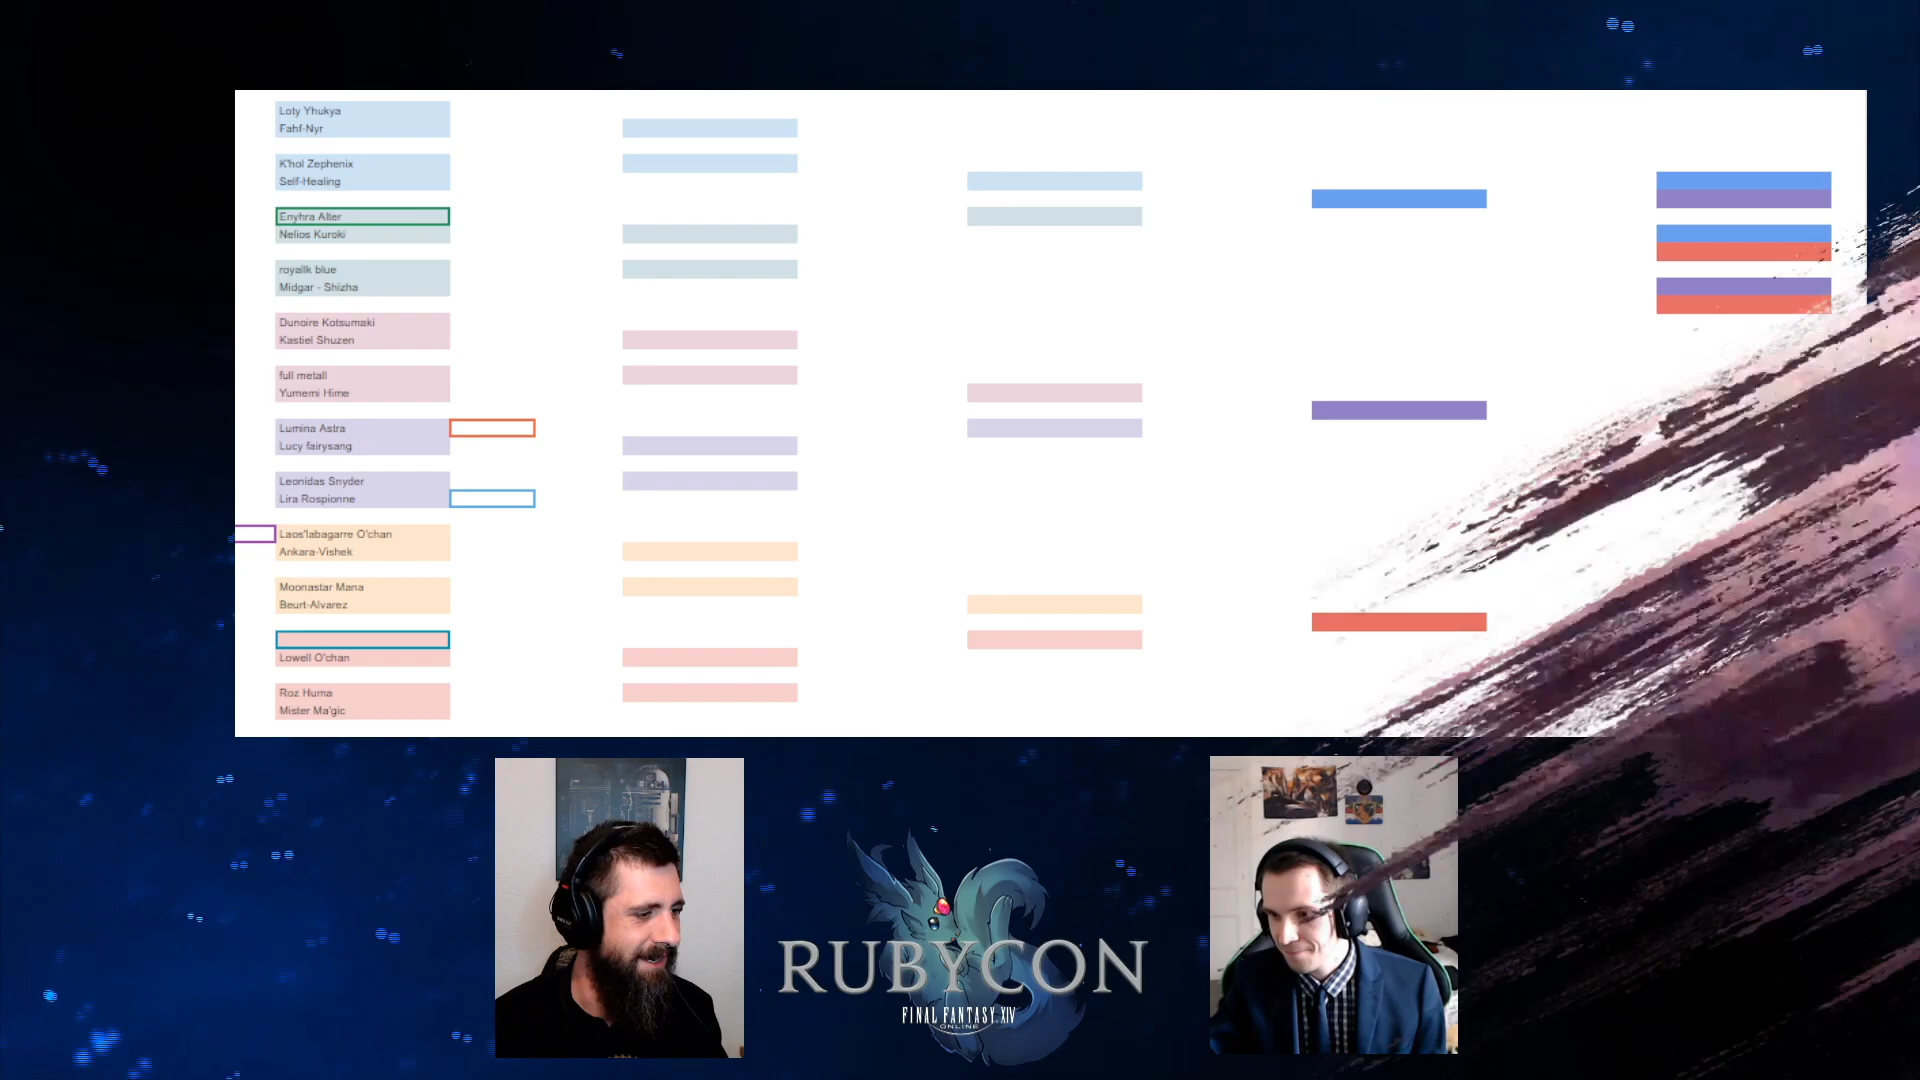 Loty Yhukya
Fahf-Nyr
K'hol Zephenix
Self-Healing
Enyhra Alter
Nelios Kuroki
royallk blue
Midgar - Shizha
Dunoire Kotsumaki
Kastiel Shuzen
full metall
Yumemi Hime
Lumina Astra
Lucy fairysang
Leonidas Snyder
Lira Rospionne
Laos'labagarre O'chan
Ankara-Vishek
Moonastar Mana
Beurt-Alvarez
Lowell O'chan
Roz Huma
Mister Ma'gic
RUBYCON
FINAL FANTASY XIV
ONLINE